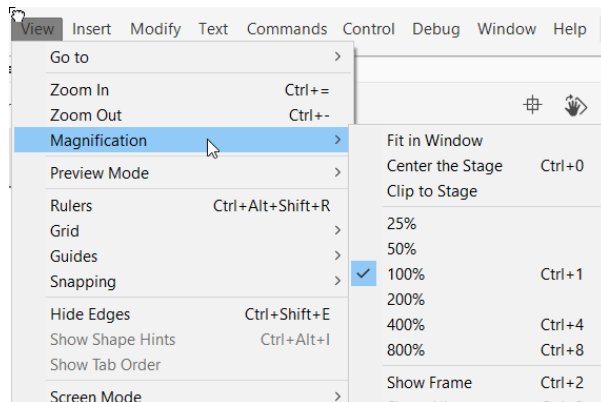 View Insert Modify Text Commands Control Debug Window Help
Go to
Zoom In Ctrl+=
Zoom Out Ctrl+-
Magnification
Preview Mode
Rulers Ctrl+Alt+Shift+R
Grid
Guides
Snapping
Hide Edges Ctrl+Shift+E
Show Shape Hints Ctrl+Alt+I
Show Tab Order
Screen Mode
Fit in Window
Center the Stage Ctrl+0
Clip to Stage
25%
50%
100% Ctrl+1
200%
400% Ctrl+4
800% Ctrl+8
Show Frame Ctrl+2